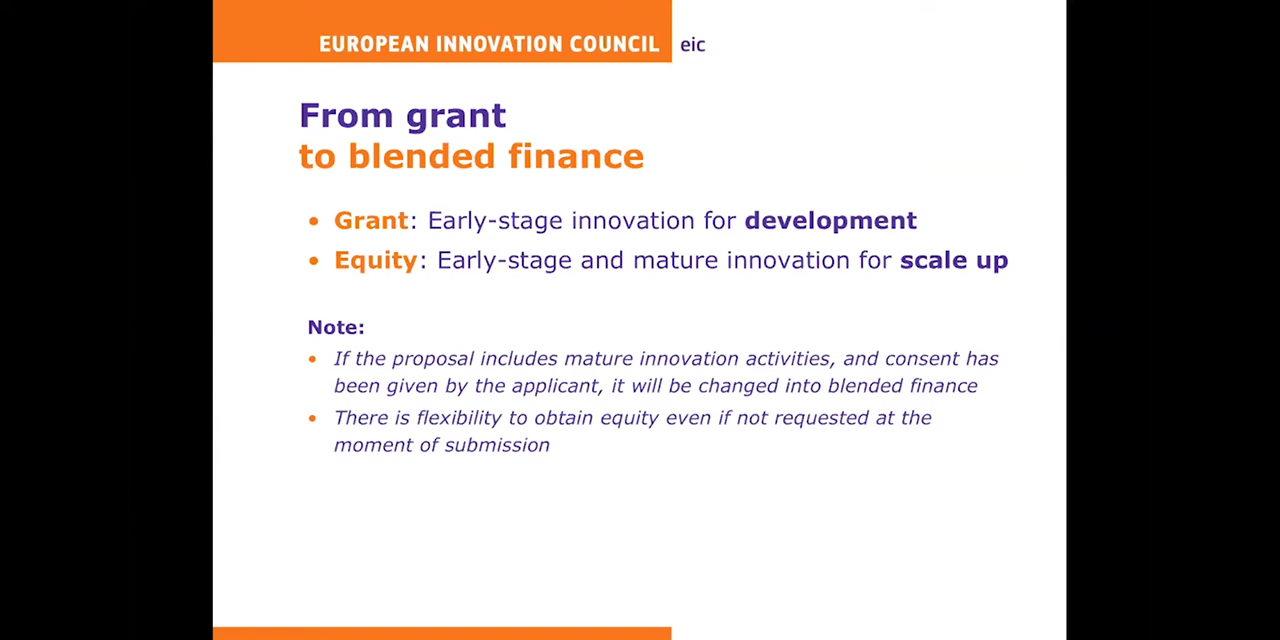 EUROPEAN INNOVATION COUNCIL eic
From grant
to blended finance
• Grant: Early-stage innovation for development
• Equity: Early-stage and mature innovation for scale up
Note:
• If the proposal includes mature innovation activities, and consent has
been given by the applicant, it will be changed into blended finance
• There is flexibility to obtain equity even if not requested at the
moment of submission